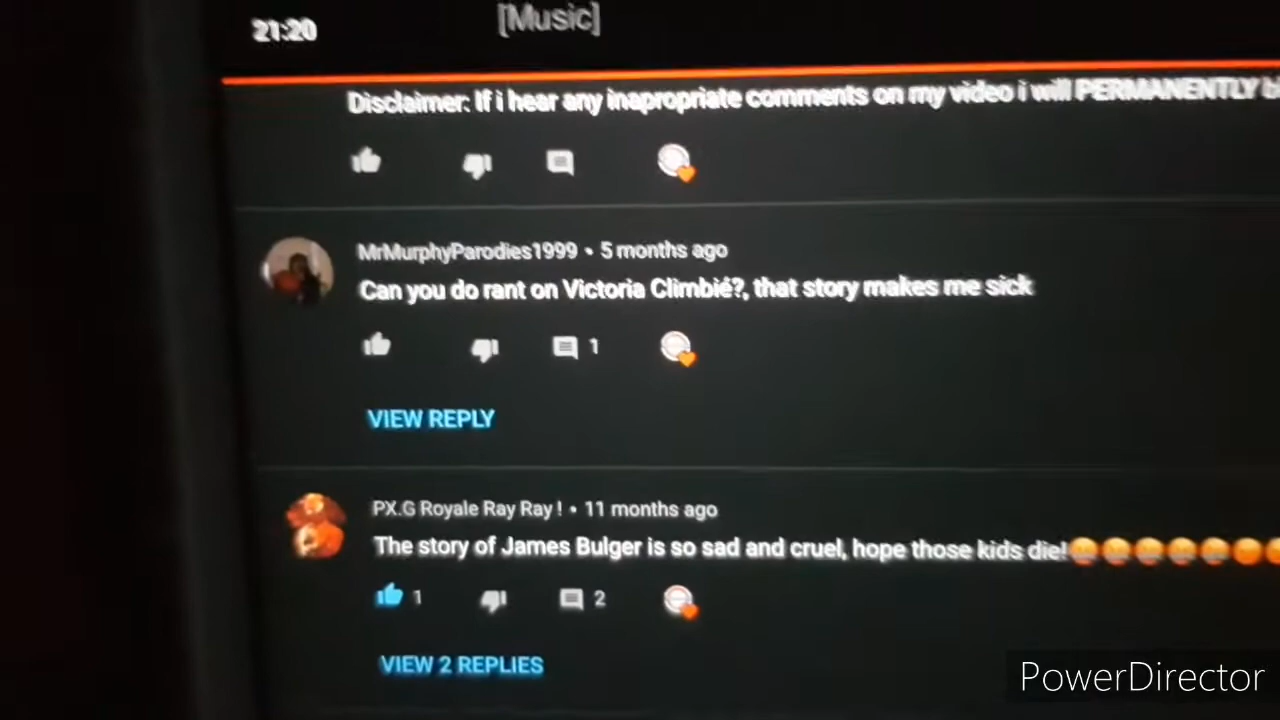 21:20
[Music]
Disclaimer: If i hear any inapropriate comments on my video i will PERMANENTLY
MrMurphyParodies1999 • 5 months ago
Can you do rant on Victoria Climbié?, that story makes me sick
1
VIEW REPLY
PX.G Royale Ray Ray ! • 11 months ago
The story of James Bulger is so sad and cruel, hope those kids die!
1 2
VIEW 2 REPLIES
PowerDirector